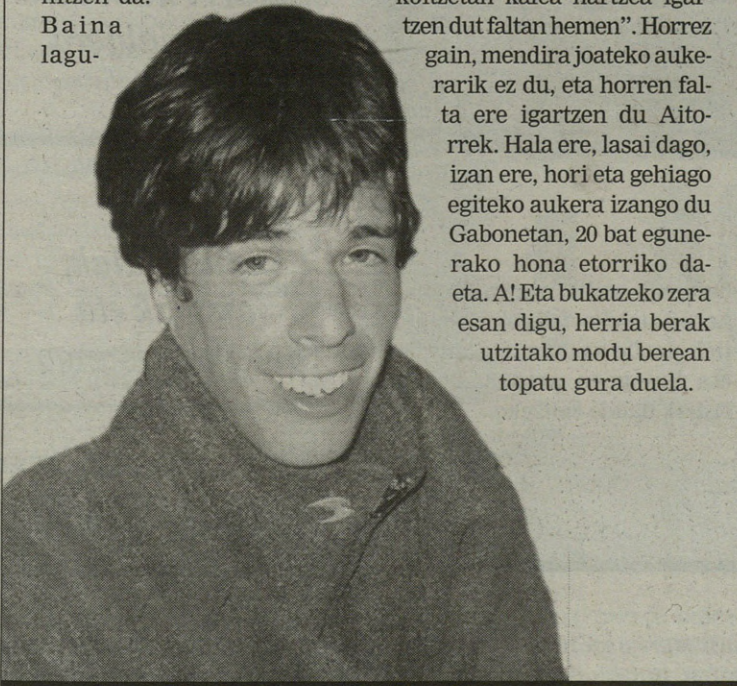 Baina
lagu-
tzen dut faltan hemen”. Horrez
gain, mendira joateko auke-
rarik ez du, eta horren fal-
ta ere igartzen du Aito-
rrek. Hala ere, lasai dago,
izan ere, hori eta gehiago
egiteko aukera izango du
Gabonetan, 20 bat egune-
rako hona etorriko da-
eta. A! Eta bukatzeko zera
esan digu, herria berak
utzitako modu berean
topatu gura duela.